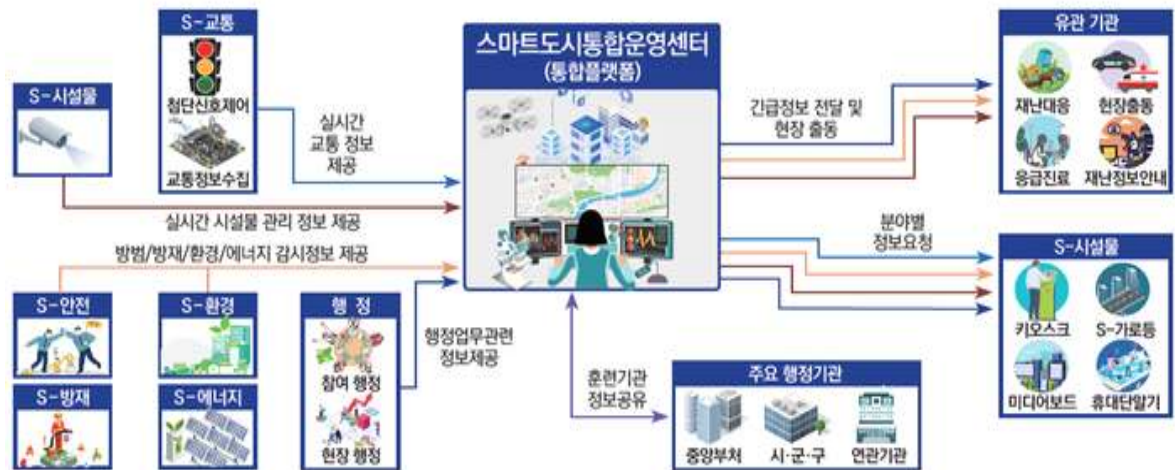 S-교통
첨단신호제어
교통정보수집
S-시설물
실시간
교통 정보
제공
실시간 시설물 관리 정보 제공
방범/방재/환경/에너지 감시정보 제공
S-안전
S-방재
S-환경
S-에너지
행 정
참여 행정
현장 행정
행정업무관련
정보제공
스마트도시통합운영센터
(통합플랫폼)
긴급정보 전달 및
현장 출동
유관 기관
재난대응
현장출동
응급진료
재난정보안내
분야별
정보요청
S-시설물
키오스크
S-가로등
미디어보드
휴대단말기
훈련기관
정보공유
주요 행정기관
중앙부처
시·군·구
연관기관